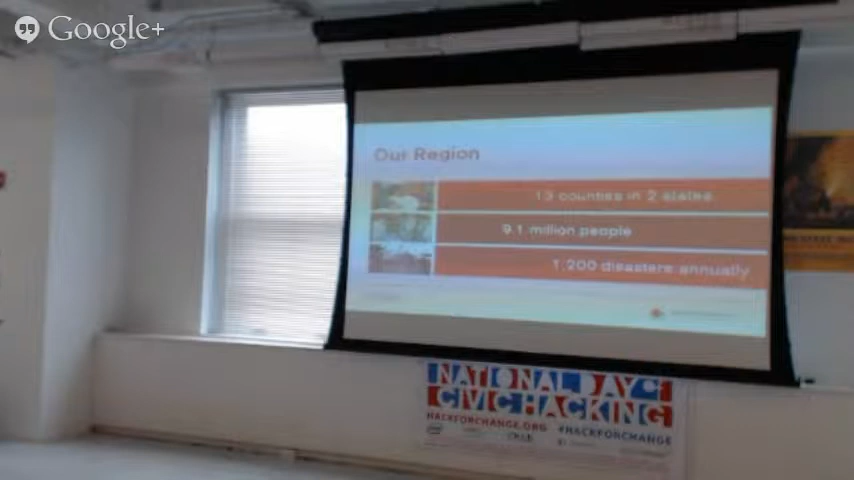 Google+
Our Region
13 counties in 2 states
9.1 million people
1,200 disasters annually
NATIONAL DAY OF
CIVIC HACKING
HACKFORCHANGE.ORG #HACKFORCHANGE
intel